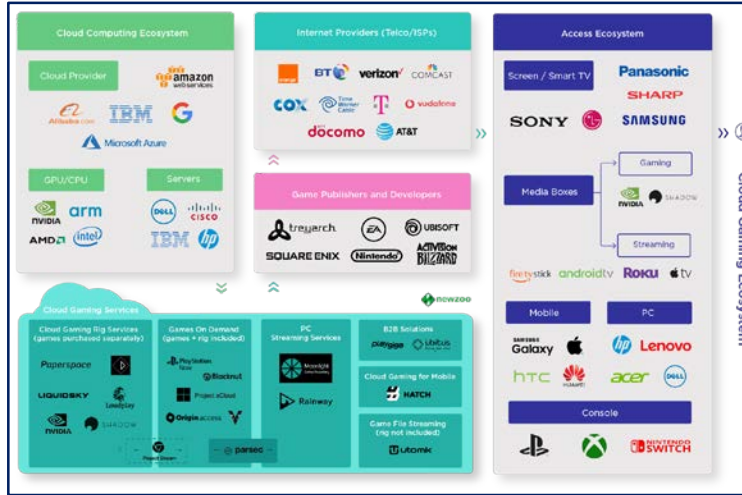 Cloud Computing Ecosystem
Cloud Provider
amazon
webservices
Alibaba.com
IBM
G
Microsoft Azure
GPU/CPU
NVIDIA
arm
AMD
intel
Servers
DELL
CISCO
IBM
hp
Internet Providers (Telco/ISPs)
orange
BT
verizon
COMCAST
COX
Time Warner Cable
T
vodafone
döcomo
AT&T
Game Publishers and Developers
treyarch
EA
UBISOFT
SQUARE ENIX
Nintendo
ACTIVISION
BLIZZARD
newzoo
Cloud Gaming Services
Cloud Gaming Rig Services
(games purchased separately)
Paperspace
LIQUIDSKY
Loudplay
NVIDIA
SHADOW
Games On Demand
(games + rig included)
PlayStation
Now
Blacknut
Project xCloud
Origin access
Project Stream
parsec
PC
Streaming Services
Moonlight
Rainway
B2B Solutions
playgiga
ubitus
Cloud Gaming for Mobile
HATCH
Game File Streaming
(rig not included)
utomik
Access Ecosystem
Screen / Smart TV
Panasonic
SHARP
SONY
LG
SAMSUNG
Media Boxes
Gaming
NVIDIA
SHADOW
Streaming
firetvstick
androidtv
ROKU
tv
Mobile
SAMSUNG
Galaxy
hTC
HUAWEI
PC
hp
Lenovo
acer
DELL
Console
NINTENDO
SWITCH
Cloud Gaming Ecosystem